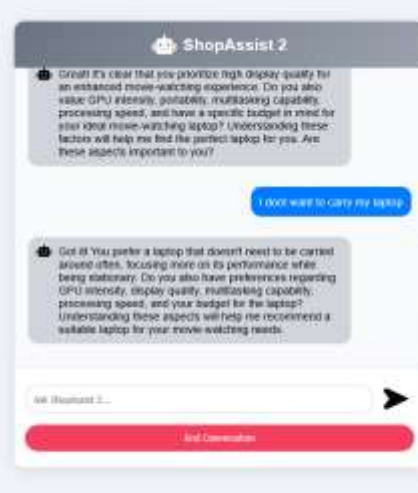 ShopAssist 2
Great! It's clear that you prioritize high display quality for
an enhanced movie-watching experience. Do you also
value GPU intensity, portability, multitasking capability,
processing speed, and have a specific budget in mind for
your ideal movie-watching laptop? Understanding these
factors will help me find the perfect laptop for you. Are
these aspects important to you?
I dont want to carry my laptop
Got it! You prefer a laptop that doesn't need to be carried
around often, focusing more on its performance while
being stationary. Do you also have preferences regarding
GPU intensity, display quality, multitasking capability,
processing speed, and your budget for the laptop?
Understanding these aspects will help me recommend a
suitable laptop for your movie-watching needs.
Ask ShopAssist 2...
End Conversation